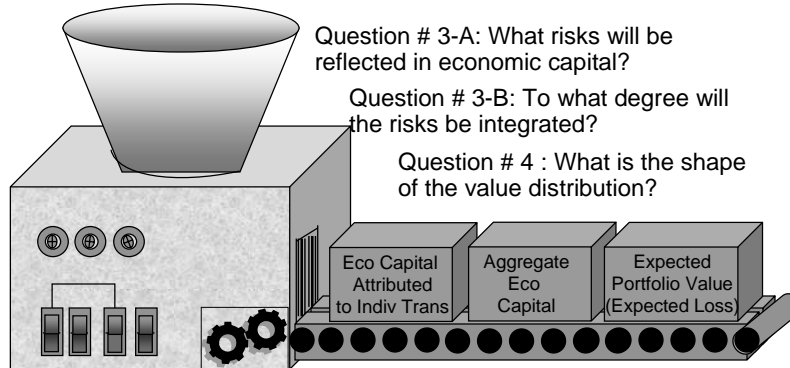 Question # 3-A: What risks will be
reflected in economic capital?
Question # 3-B: To what degree will
the risks be integrated?
Question # 4 : What is the shape
of the value distribution?
Eco Capital
Attributed
to Indiv Trans
Aggregate
Eco
Capital
Expected
Portfolio Value
(Expected Loss)